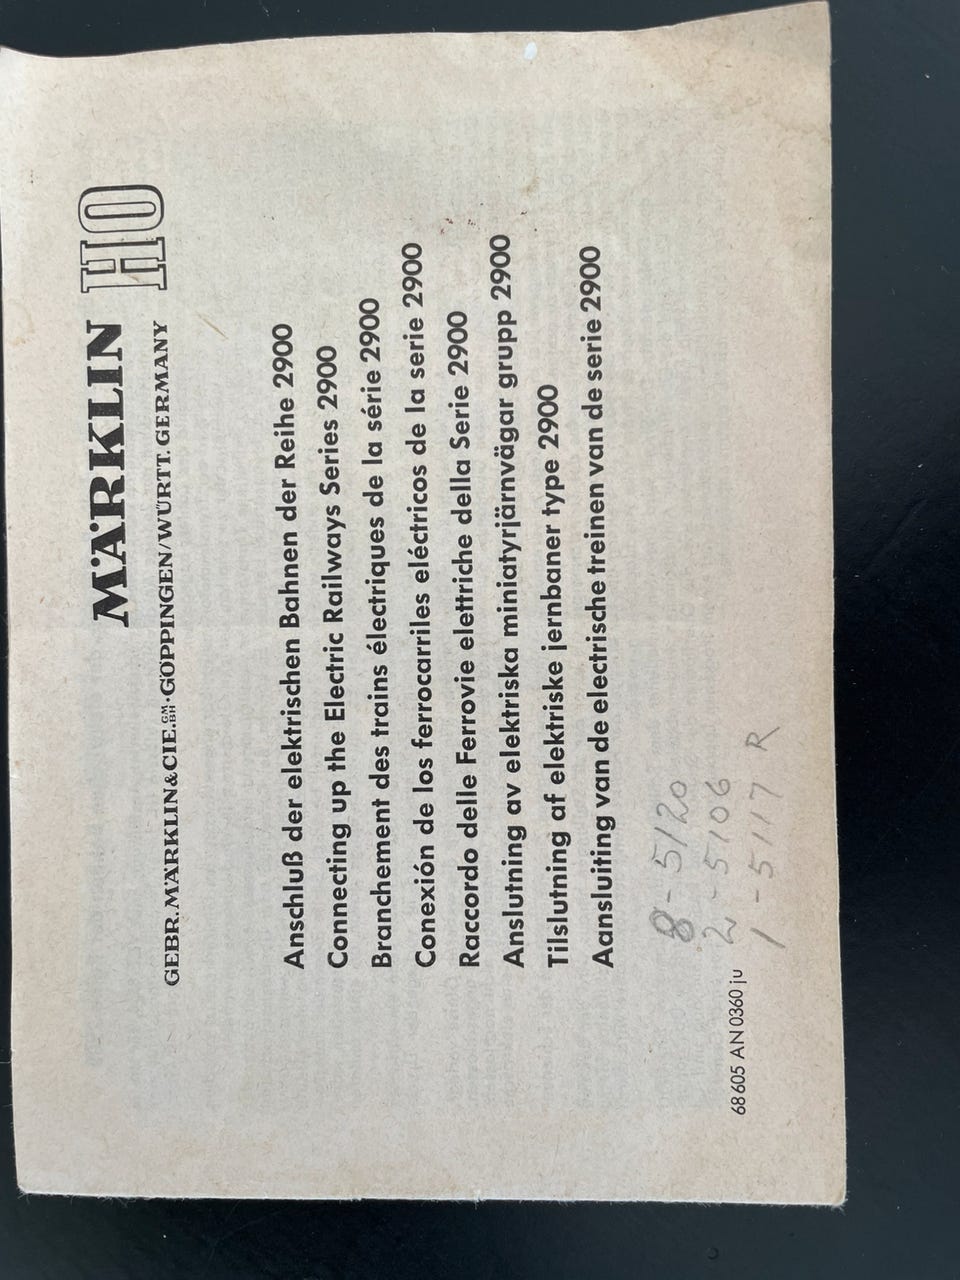 MÄRKLIN HO
GEBR. MÄRKLIN & CIE. GMBH · GÖPPINGEN/WÜRTT. GERMANY
Anschluß der elektrischen Bahnen der Reihe 2900
Connecting up the Electric Railways Series 2900
Branchement des trains électriques de la série 2900
Conexión de los ferrocarriles eléctricos de la serie 2900
Raccordo delle Ferrovie elettriche della Serie 2900
Anslutning av elektriska miniatyrjärnvägar grupp 2900
Tilslutning af elektriske jernbaner type 2900
Aansluiting van de electrische treinen van de serie 2900
8 - 5120
2 - 5106
1 - 5117 R
68 605 AN 0360 ju